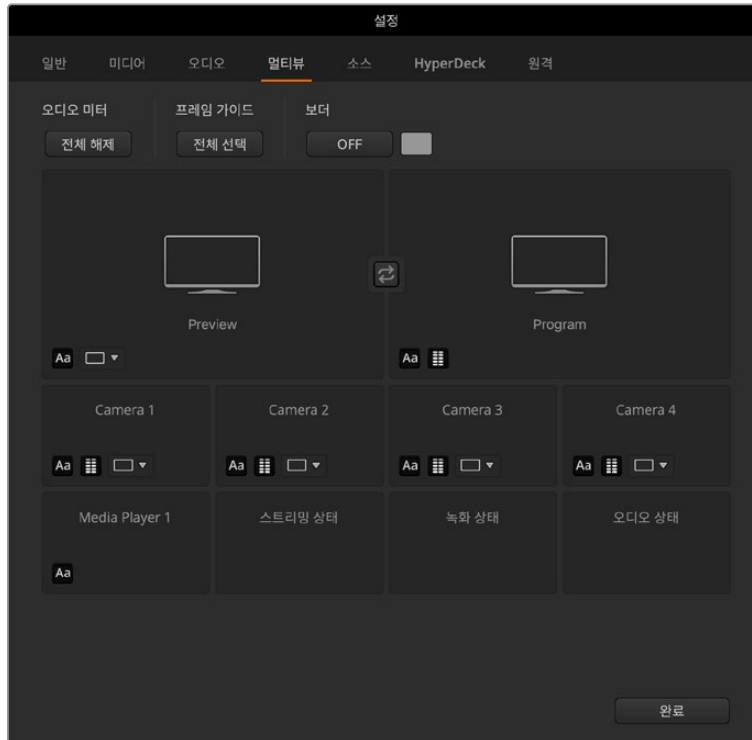 설정
일반 미디어 오디오 멀티뷰 소스 HyperDeck 원격
오디오 미터 프레임 가이드 보더
전체 해제 전체 선택 OFF
Preview Program
Aa Aa
Camera 1 Camera 2 Camera 3 Camera 4
Aa Aa Aa Aa
Media Player 1 스트리밍 상태 녹화 상태 오디오 상태
Aa
완료